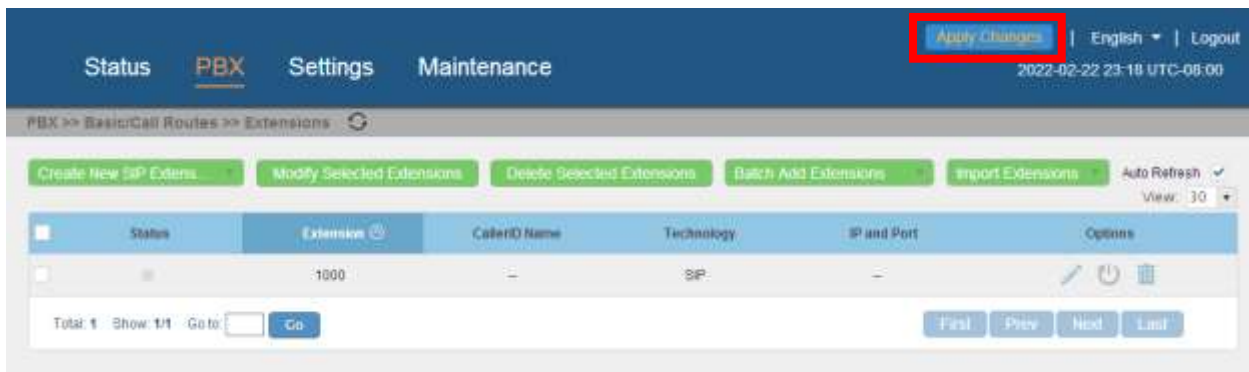 Apply Changes | English | Logout
Status PBX Settings Maintenance
2022-02-22 23:18 UTC-08:00
PBX >> Basic/Call Routes >> Extensions
Create New SIP Extens... Modify Selected Extensions Delete Selected Extensions Batch Add Extensions Import Extensions Auto Refresh
View: 30
Status Extension CallerID Name Technology IP and Port Options
1000 -- SIP --
Total: 1 Show: 1/1 Go to: Go First Prev Next Last